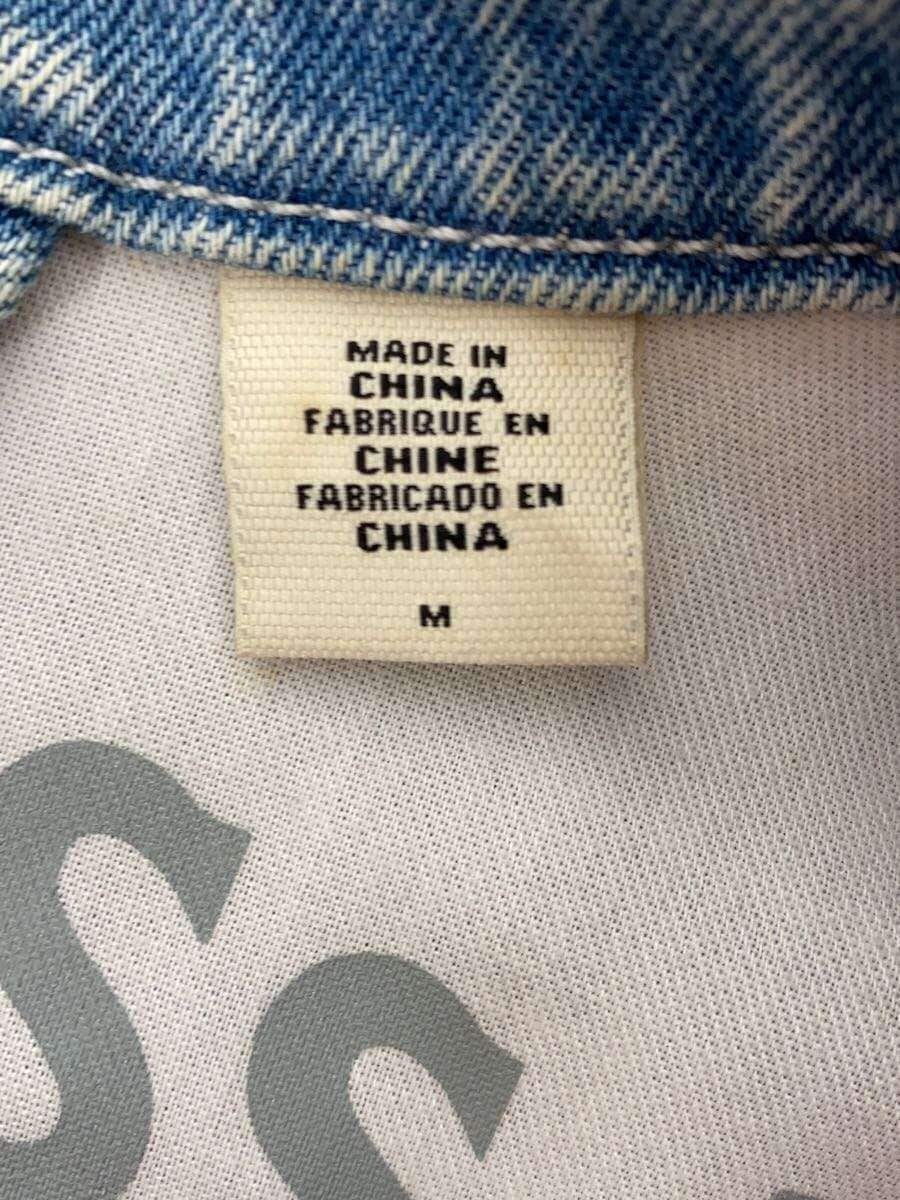 MADE IN
CHINA
FABRIQUE EN
CHINE
FABRICADO EN
CHINA
M
S
S